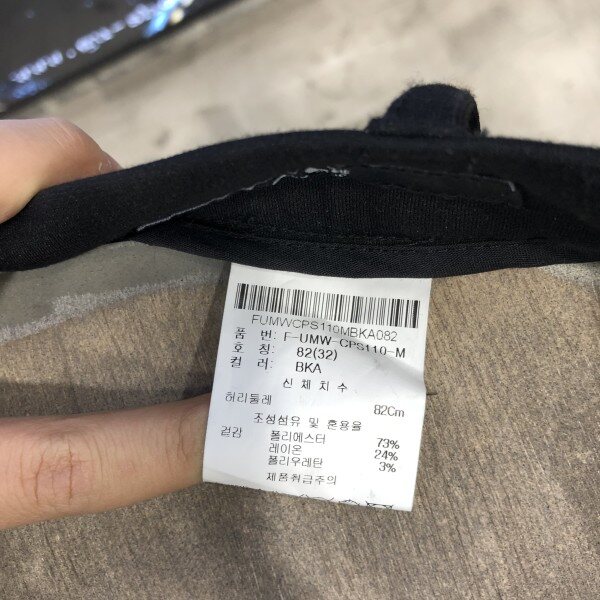 FUMWCPS110MBKA082
품 번: F-UMW-CPS110-M
호 칭: 82(32)
컬 러: BKA
신 체 치 수
허리둘레 82Cm
조성섬유 및 혼용율
겉감 폴리에스터 73%
레이온 24%
폴리우레탄 3%
제품취급주의